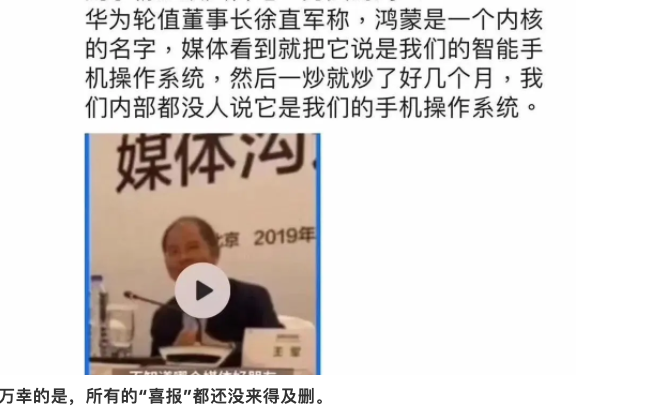 华为轮值董事长徐直军称，鸿蒙是一个内核
的名字，媒体看到就把它说是我们的智能手
机操作系统，然后一炒就炒了好几个月，我
们内部都没人说它是我们的手机操作系统。
媒体沟
北京 2019年
万幸的是，所有的“喜报”都还没来得及删。